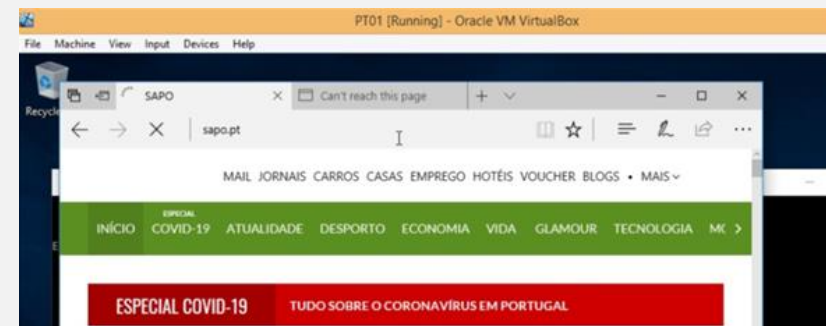 PT01 [Running] - Oracle VM VirtualBox
File Machine View Input Devices Help
SAPO Can't reach this page
Recycle
sapo.pt
MAIL JORNAIS CARROS CASAS EMPREGO HOTÉIS VOUCHER BLOGS • MAIS
ESPECIAL
INÍCIO COVID-19 ATUALIDADE DESPORTO ECONOMIA VIDA GLAMOUR TECNOLOGIA
ESPECIAL COVID-19 TUDO SOBRE O CORONAVÍRUS EM PORTUGAL